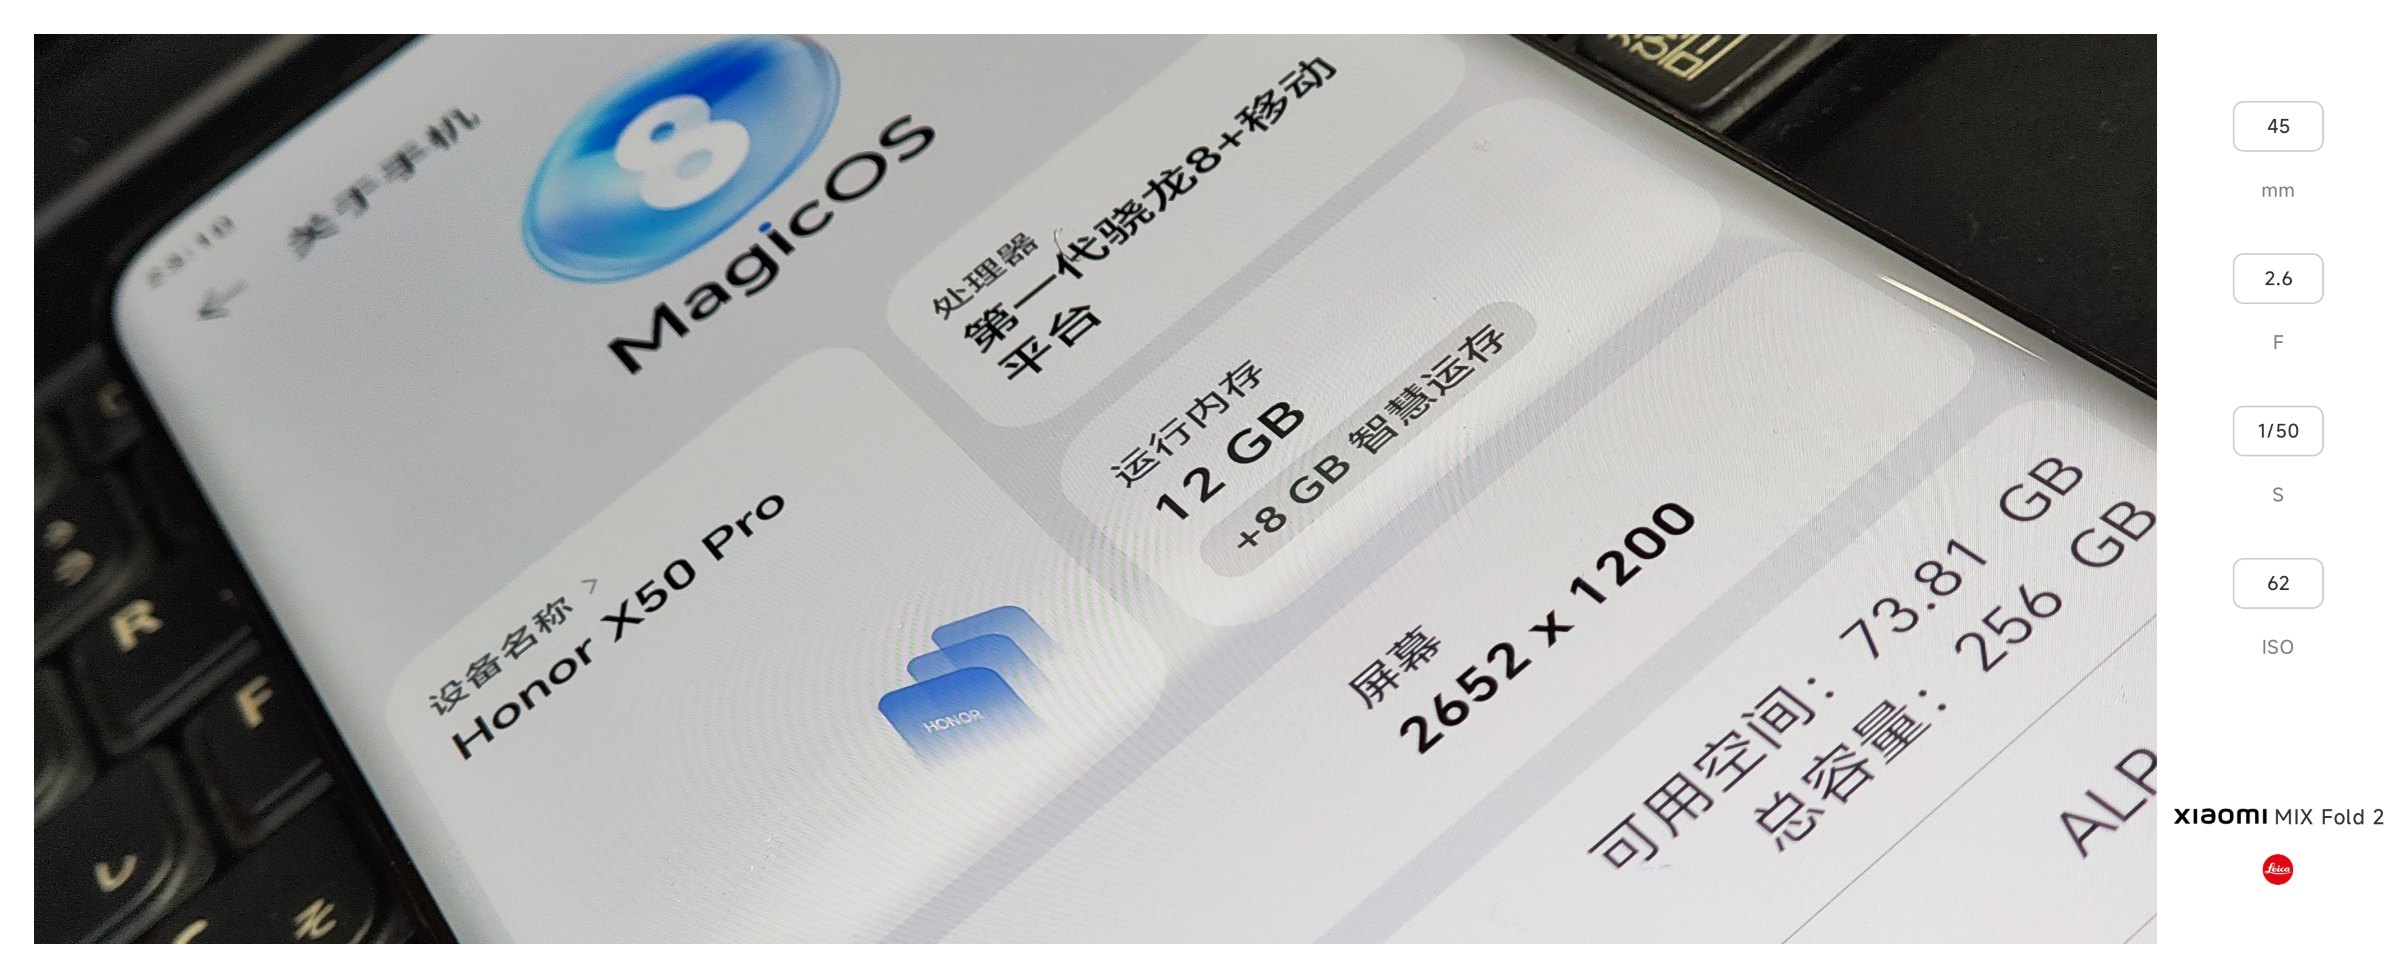 关于手机
8
MagicOS
处理器
第一代骁龙8+移动
平台
运行内存
12 GB
+8 GB 智慧运存
设备名称 >
Honor X50 Pro
HONOR
屏幕
2652 x 1200
可用空间： 73.81 GB
总容量： 256 GB
ALP
R
F
し
そ
45
mm
2.6
F
1/50
S
62
ISO
xiaomi MIX Fold 2
Leica